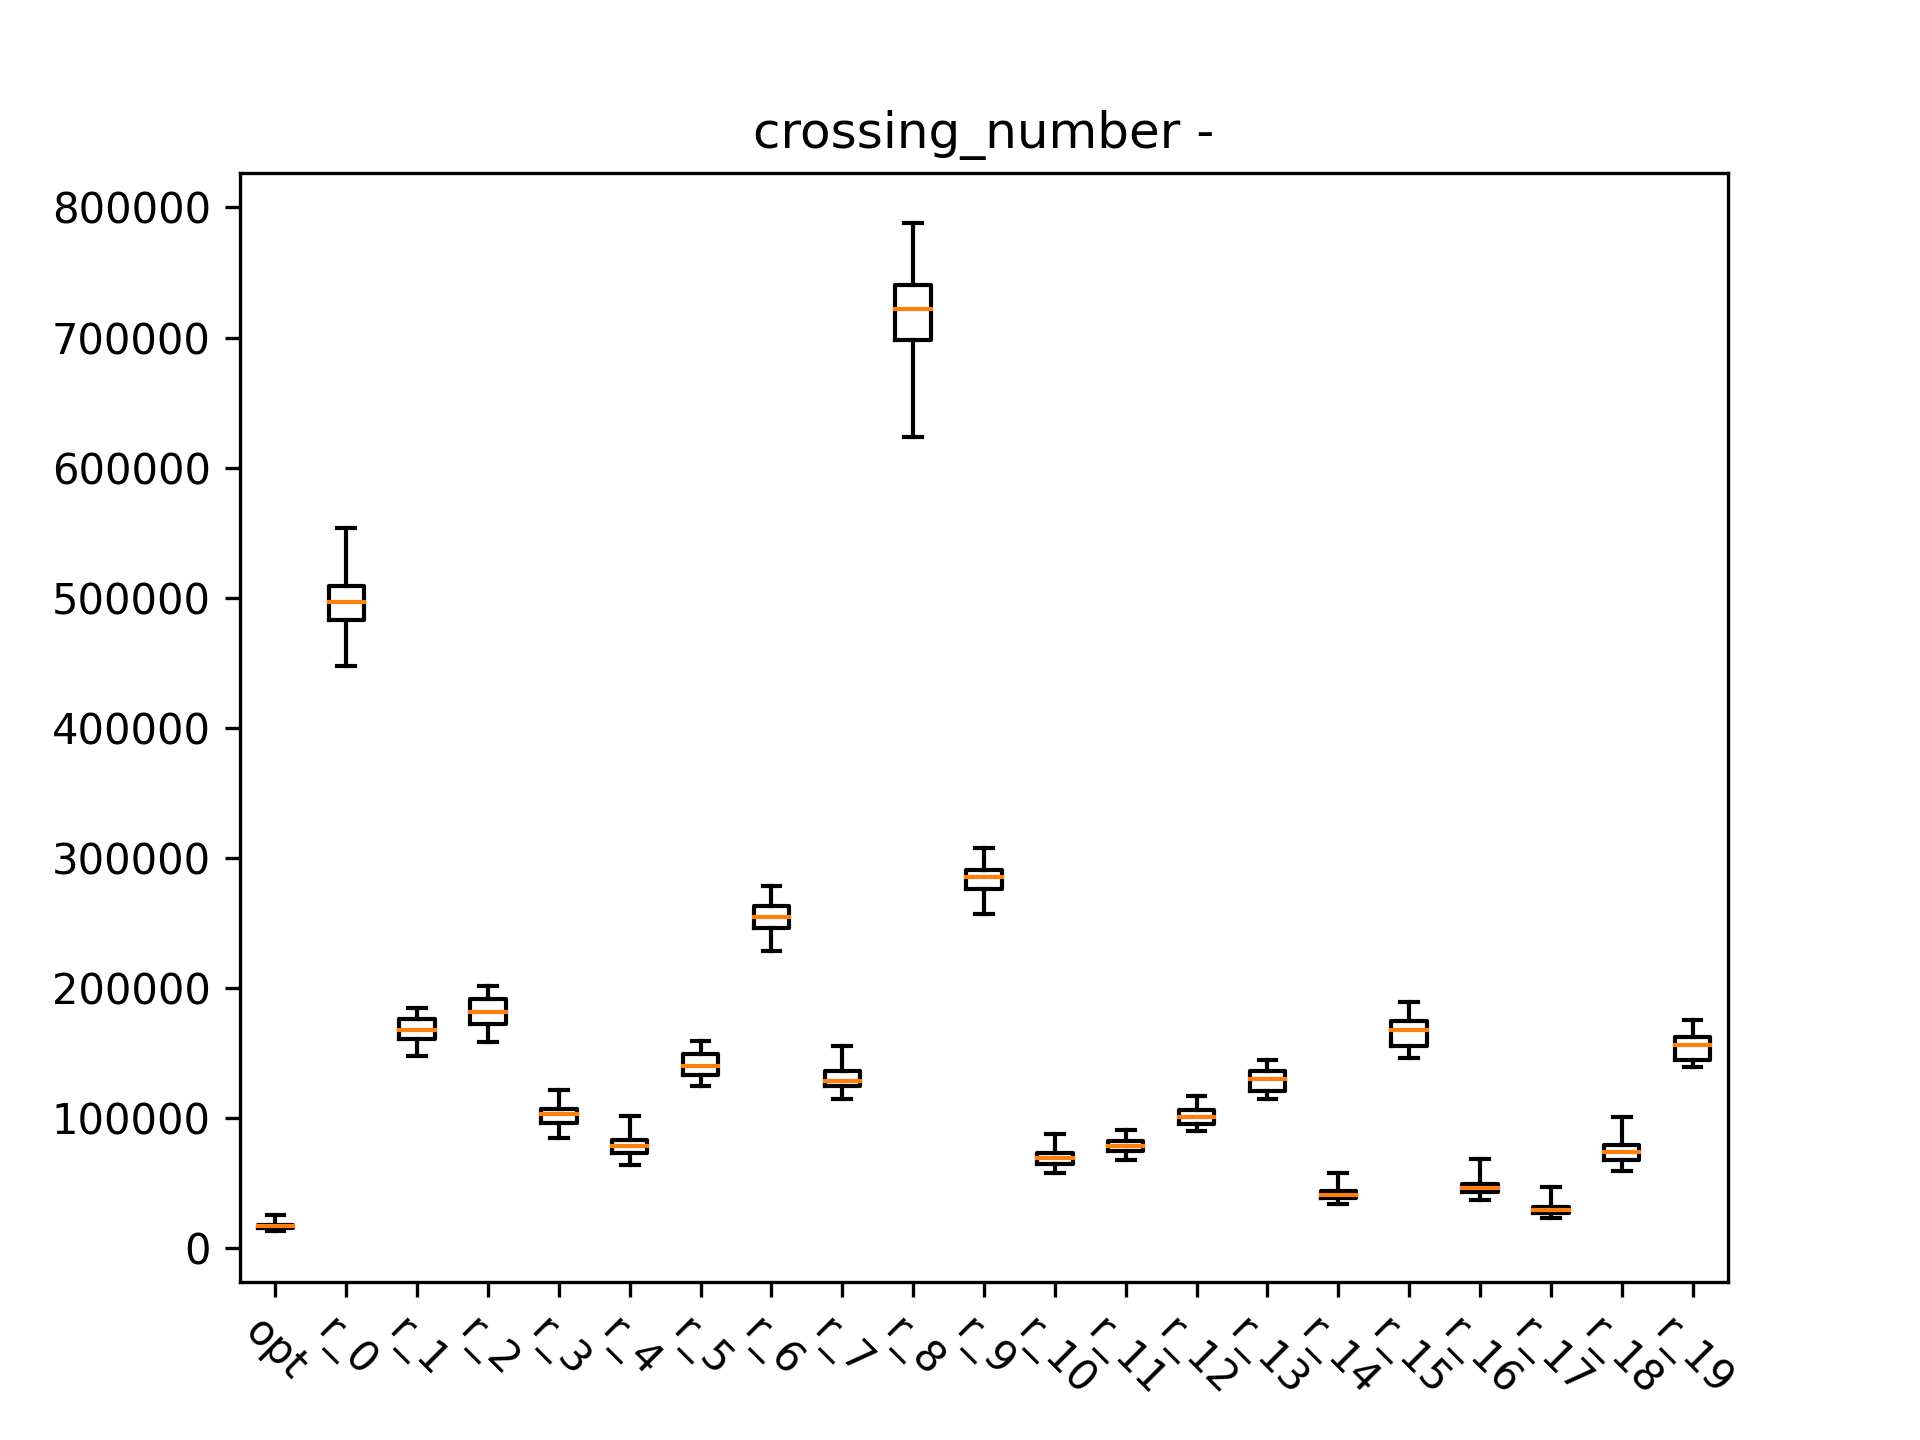 crossing_number -
800000
700000
600000
500000
400000
300000
200000
100000
0
opt
r_0
r_1
r_2
r_3
r_4
r_5
r_6
r_7
r_8
r_9
r_10
r_11
r_12
r_13
r_14
r_15
r_16
r_17
r_18
r_19